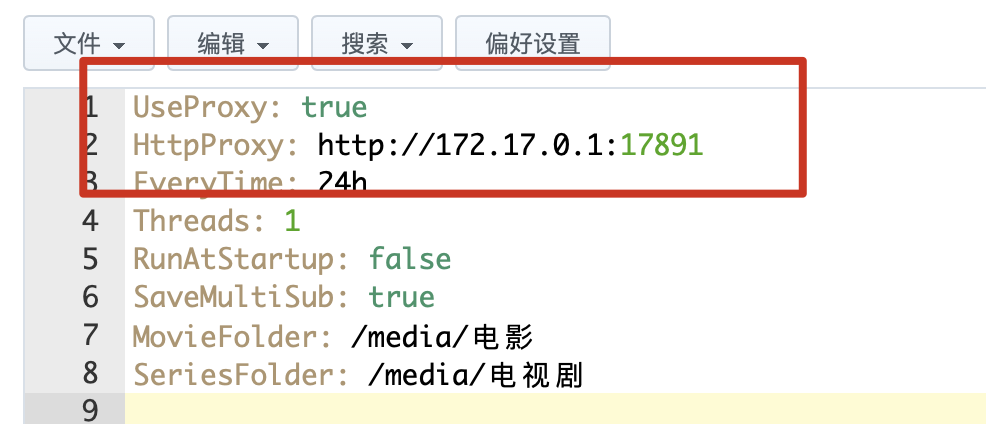 文件 编辑 搜索 偏好设置
1 UseProxy: true
2 HttpProxy: http://172.17.0.1:17891
3 EveryTime: 24h
4 Threads: 1
5 RunAtStartup: false
6 SaveMultiSub: true
7 MovieFolder: /media/电影
8 SeriesFolder: /media/电视剧
9